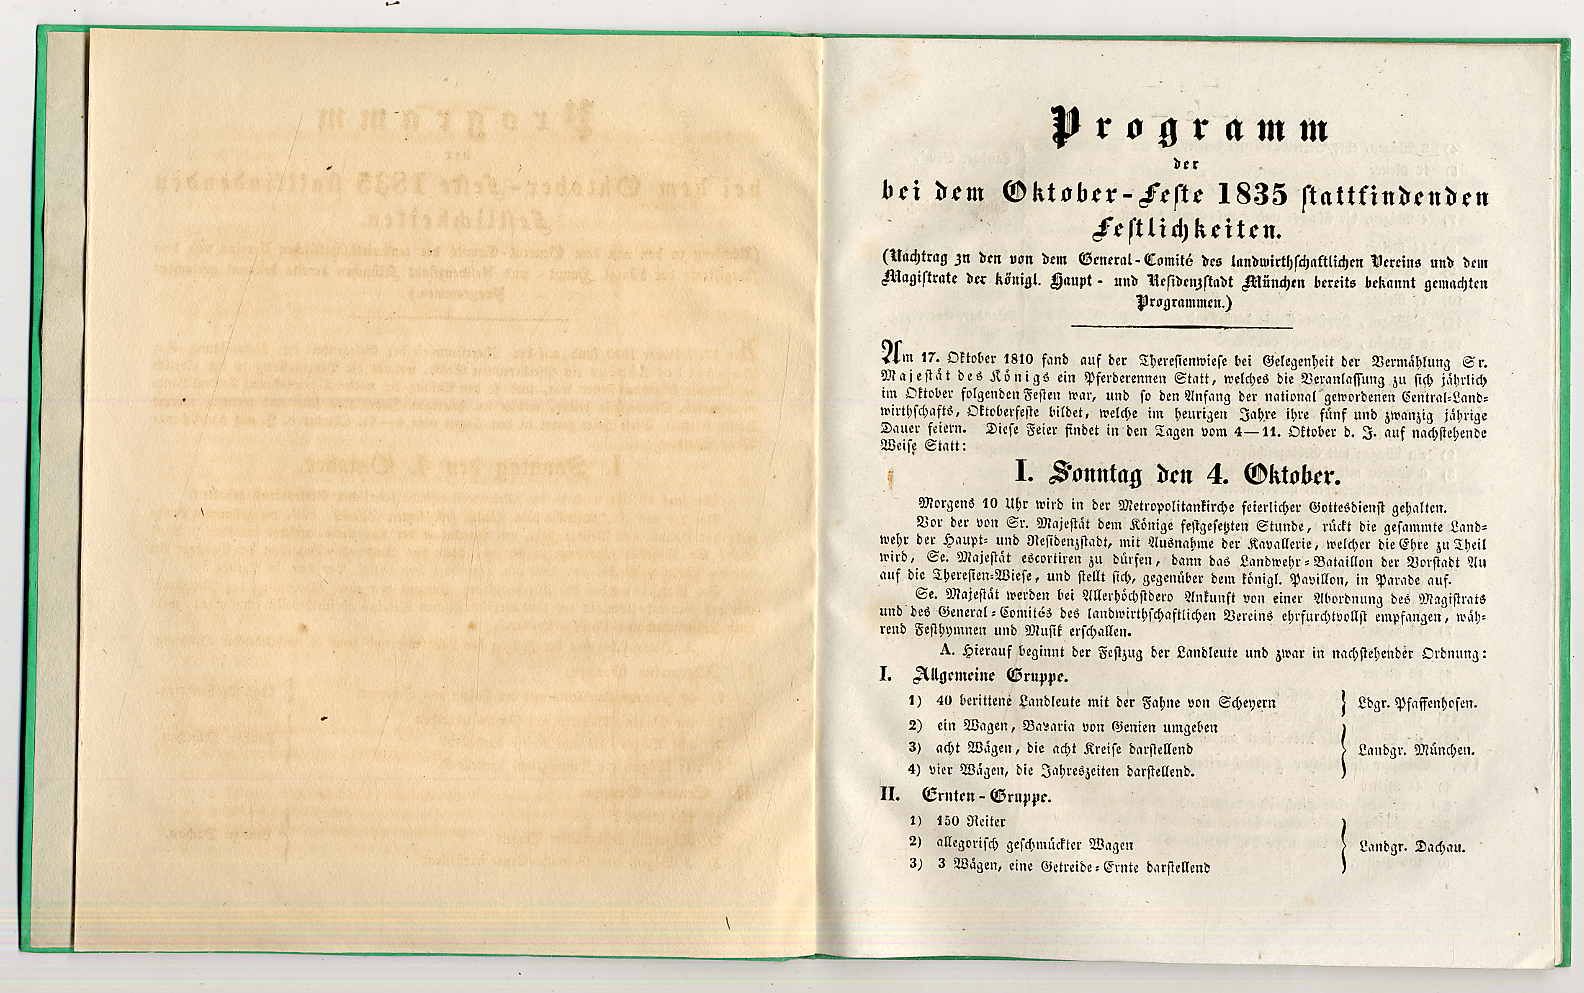 Programm
der
bei dem Oktober-Feste 1835 stattfindenden
Festlichkeiten.
(Nachtrag zu den von dem General-Comité des landwirthschaftlichen Vereins und dem
Magistrate der königl. Haupt- und Residenzstadt München bereits bekannt gemachten
Programmen.)
Am 17. Oktober 1810 fand auf der Theresienwiese bei Gelegenheit der Vermählung Sr.
Majestät des Königs ein Pferderennen Statt, welches die Veranlassung zu sich jährlich
im Oktober folgenden Festen war, und so den Anfang der national gewordenen Central-Land-
wirthschafts, Oktoberfeste bildet, welche im heurigen Jahre ihre fünf und zwanzig jährige
Dauer feiern. Diese Feier findet in den Tagen vom 4—11. Oktober d. J. auf nachstehende
Weise Statt:
I. Sonntag den 4. Oktober.
Morgens 10 Uhr wird in der Metropolitankirche feierlicher Gottesdienst gehalten.
Vor der von Sr. Majestät dem Könige festgesetzten Stunde, rückt die gesammte Land-
wehr der Haupt- und Residenzstadt, mit Ausnahme der Kavallerie, welcher die Ehre zu Theil
wird, Se. Majestät escortiren zu dürfen, dann das Landwehr-Bataillon der Vorstadt Au
auf die Theresien-Wiese, und stellt sich, gegenüber dem königl. Pavillon, in Parade auf.
Se. Majestät werden bei Allerhöchstdero Ankunft von einer Abordnung des Magistrats
und des General-Comités des landwirthschaftlichen Vereins ehrfurchtvollst empfangen, wäh-
rend Festhymnen und Musik erschallen.
A. Hierauf beginnt der Festzug der Landleute und zwar in nachstehender Ordnung:
I. Allgemeine Gruppe.
1) 40 berittene Landleute mit der Fahne von Scheyern } Ldgr. Pfaffenhofen.
2) ein Wagen, Bavaria von Genien umgeben
3) acht Wägen, die acht Kreise darstellend } Landgr. München.
4) vier Wägen, die Jahreszeiten darstellend.
II. Ernten-Gruppe.
1) 150 Reiter
2) allegorisch geschmückter Wagen } Landgr. Dachau.
3) 3 Wägen, eine Getreide-Ernte darstellend